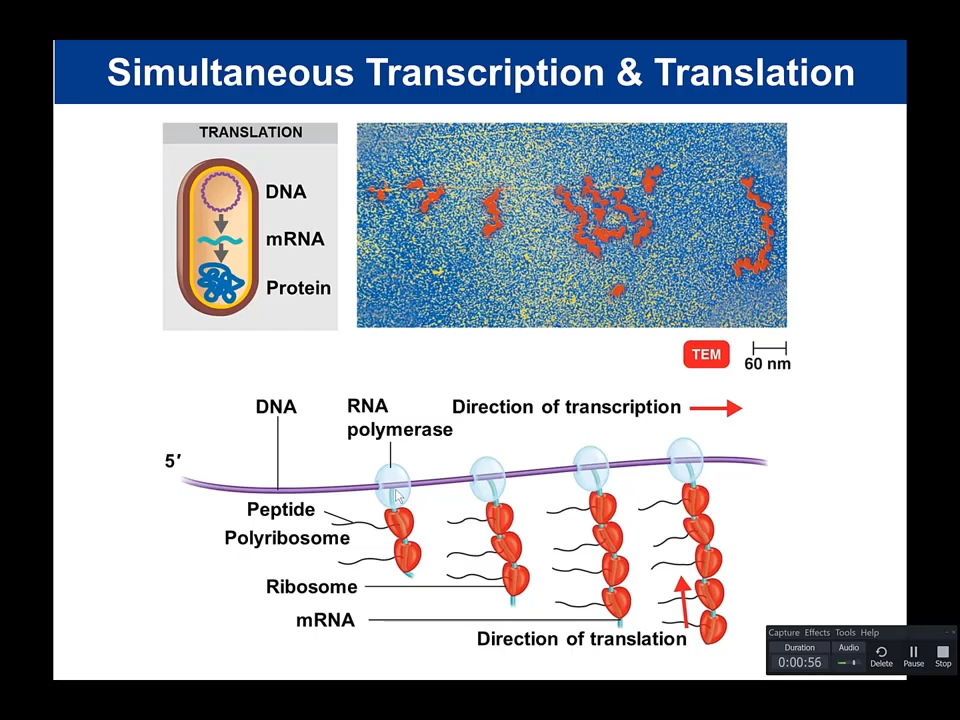 Simultaneous Transcription & Translation
TRANSLATION
DNA
mRNA
Protein
TEM
60 nm
DNA
RNA
polymerase
Direction of transcription
5′
Peptide
Polyribosome
Ribosome
mRNA
Direction of translation
Capture Effects Tools Help
Duration
Audio
0:00:56
Delete
Pause
Stop